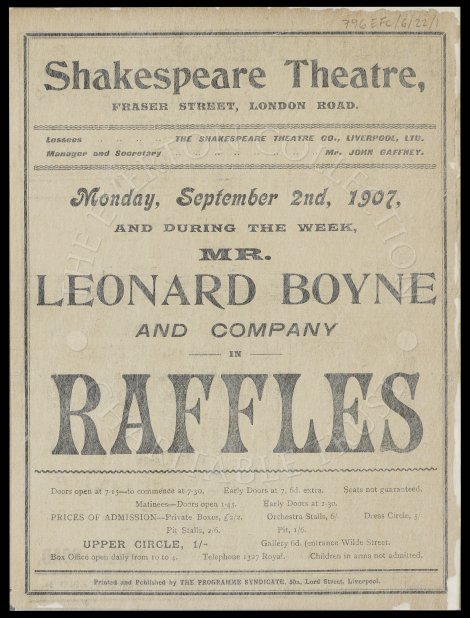 796 EFC/6/22/1
Shakespeare Theatre,
FRASER STREET, LONDON ROAD.
Lessees .. .. .. THE SHAKESPEARE THEATRE CO., LIVERPOOL, LTD.
Manager and Secretary .. .. .. Mr. JOHN GAFFNEY.
Monday, September 2nd, 1907,
AND DURING THE WEEK,
MR.
LEONARD BOYNE
AND COMPANY
IN
RAFFLES
Doors open at 7-15—to commence at 7-30. Early Doors at 7, 6d. extra. Seats not guaranteed.
Matinees—Doors open 1-45. Early Doors at 1-30.
PRICES OF ADMISSION—Private Boxes, £2/2. Orchestra Stalls, 6/- Dress Circle, 5/-
Pit Stalls, 2/6. Pit, 1/6.
UPPER CIRCLE, 1/- Gallery 6d. (entrance Wilde Street.
Box Office open daily from 10 to 4. Telephone 1327 Royal. Children in arms not admitted.
Printed and Published by THE PROGRAMME SYNDICATE, Lord Street, Liverpool.
THE EVERTON COLLECTION
CHARITABLE TRUST